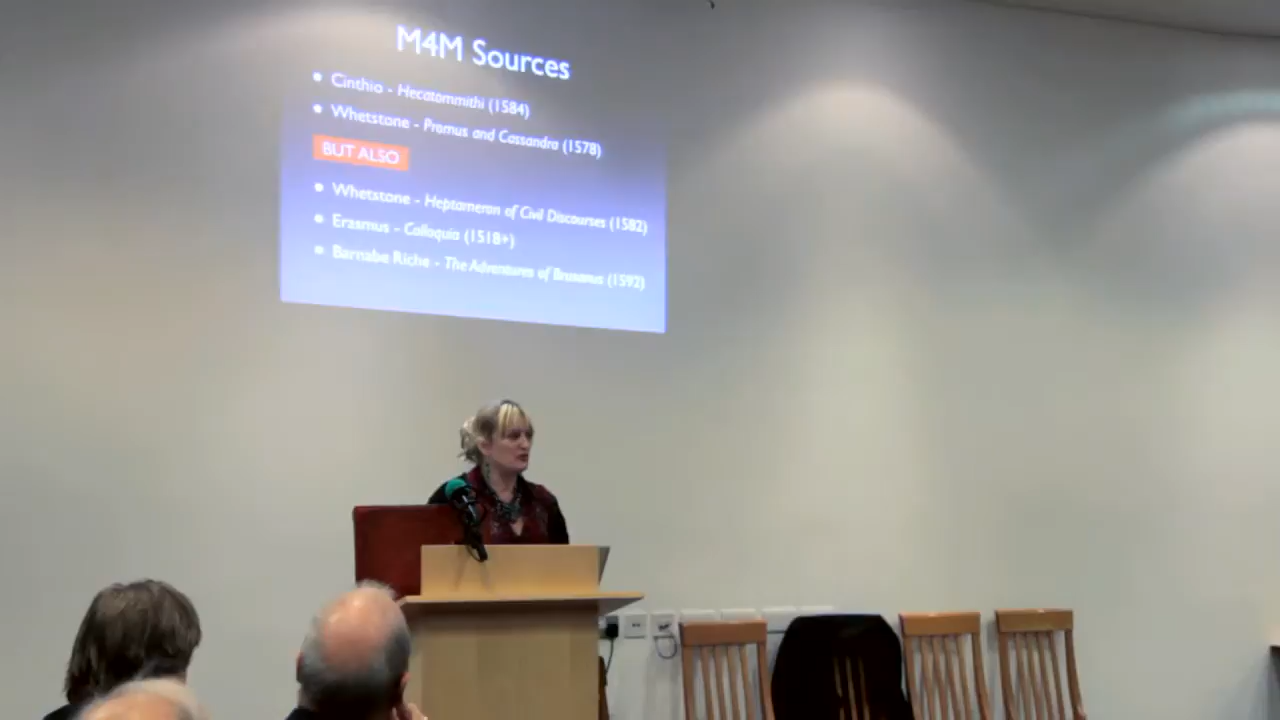 M4M Sources
• Cinthio - Hecatommithi (1584)
• Whetstone - Promus and Cassandra (1578)
BUT ALSO
• Whetstone - Heptameron of Civil Discourses (1582)
• Erasmus - Colloquia (1518+)
• Barnabe Riche - The Adventures of Brusanus (1592)